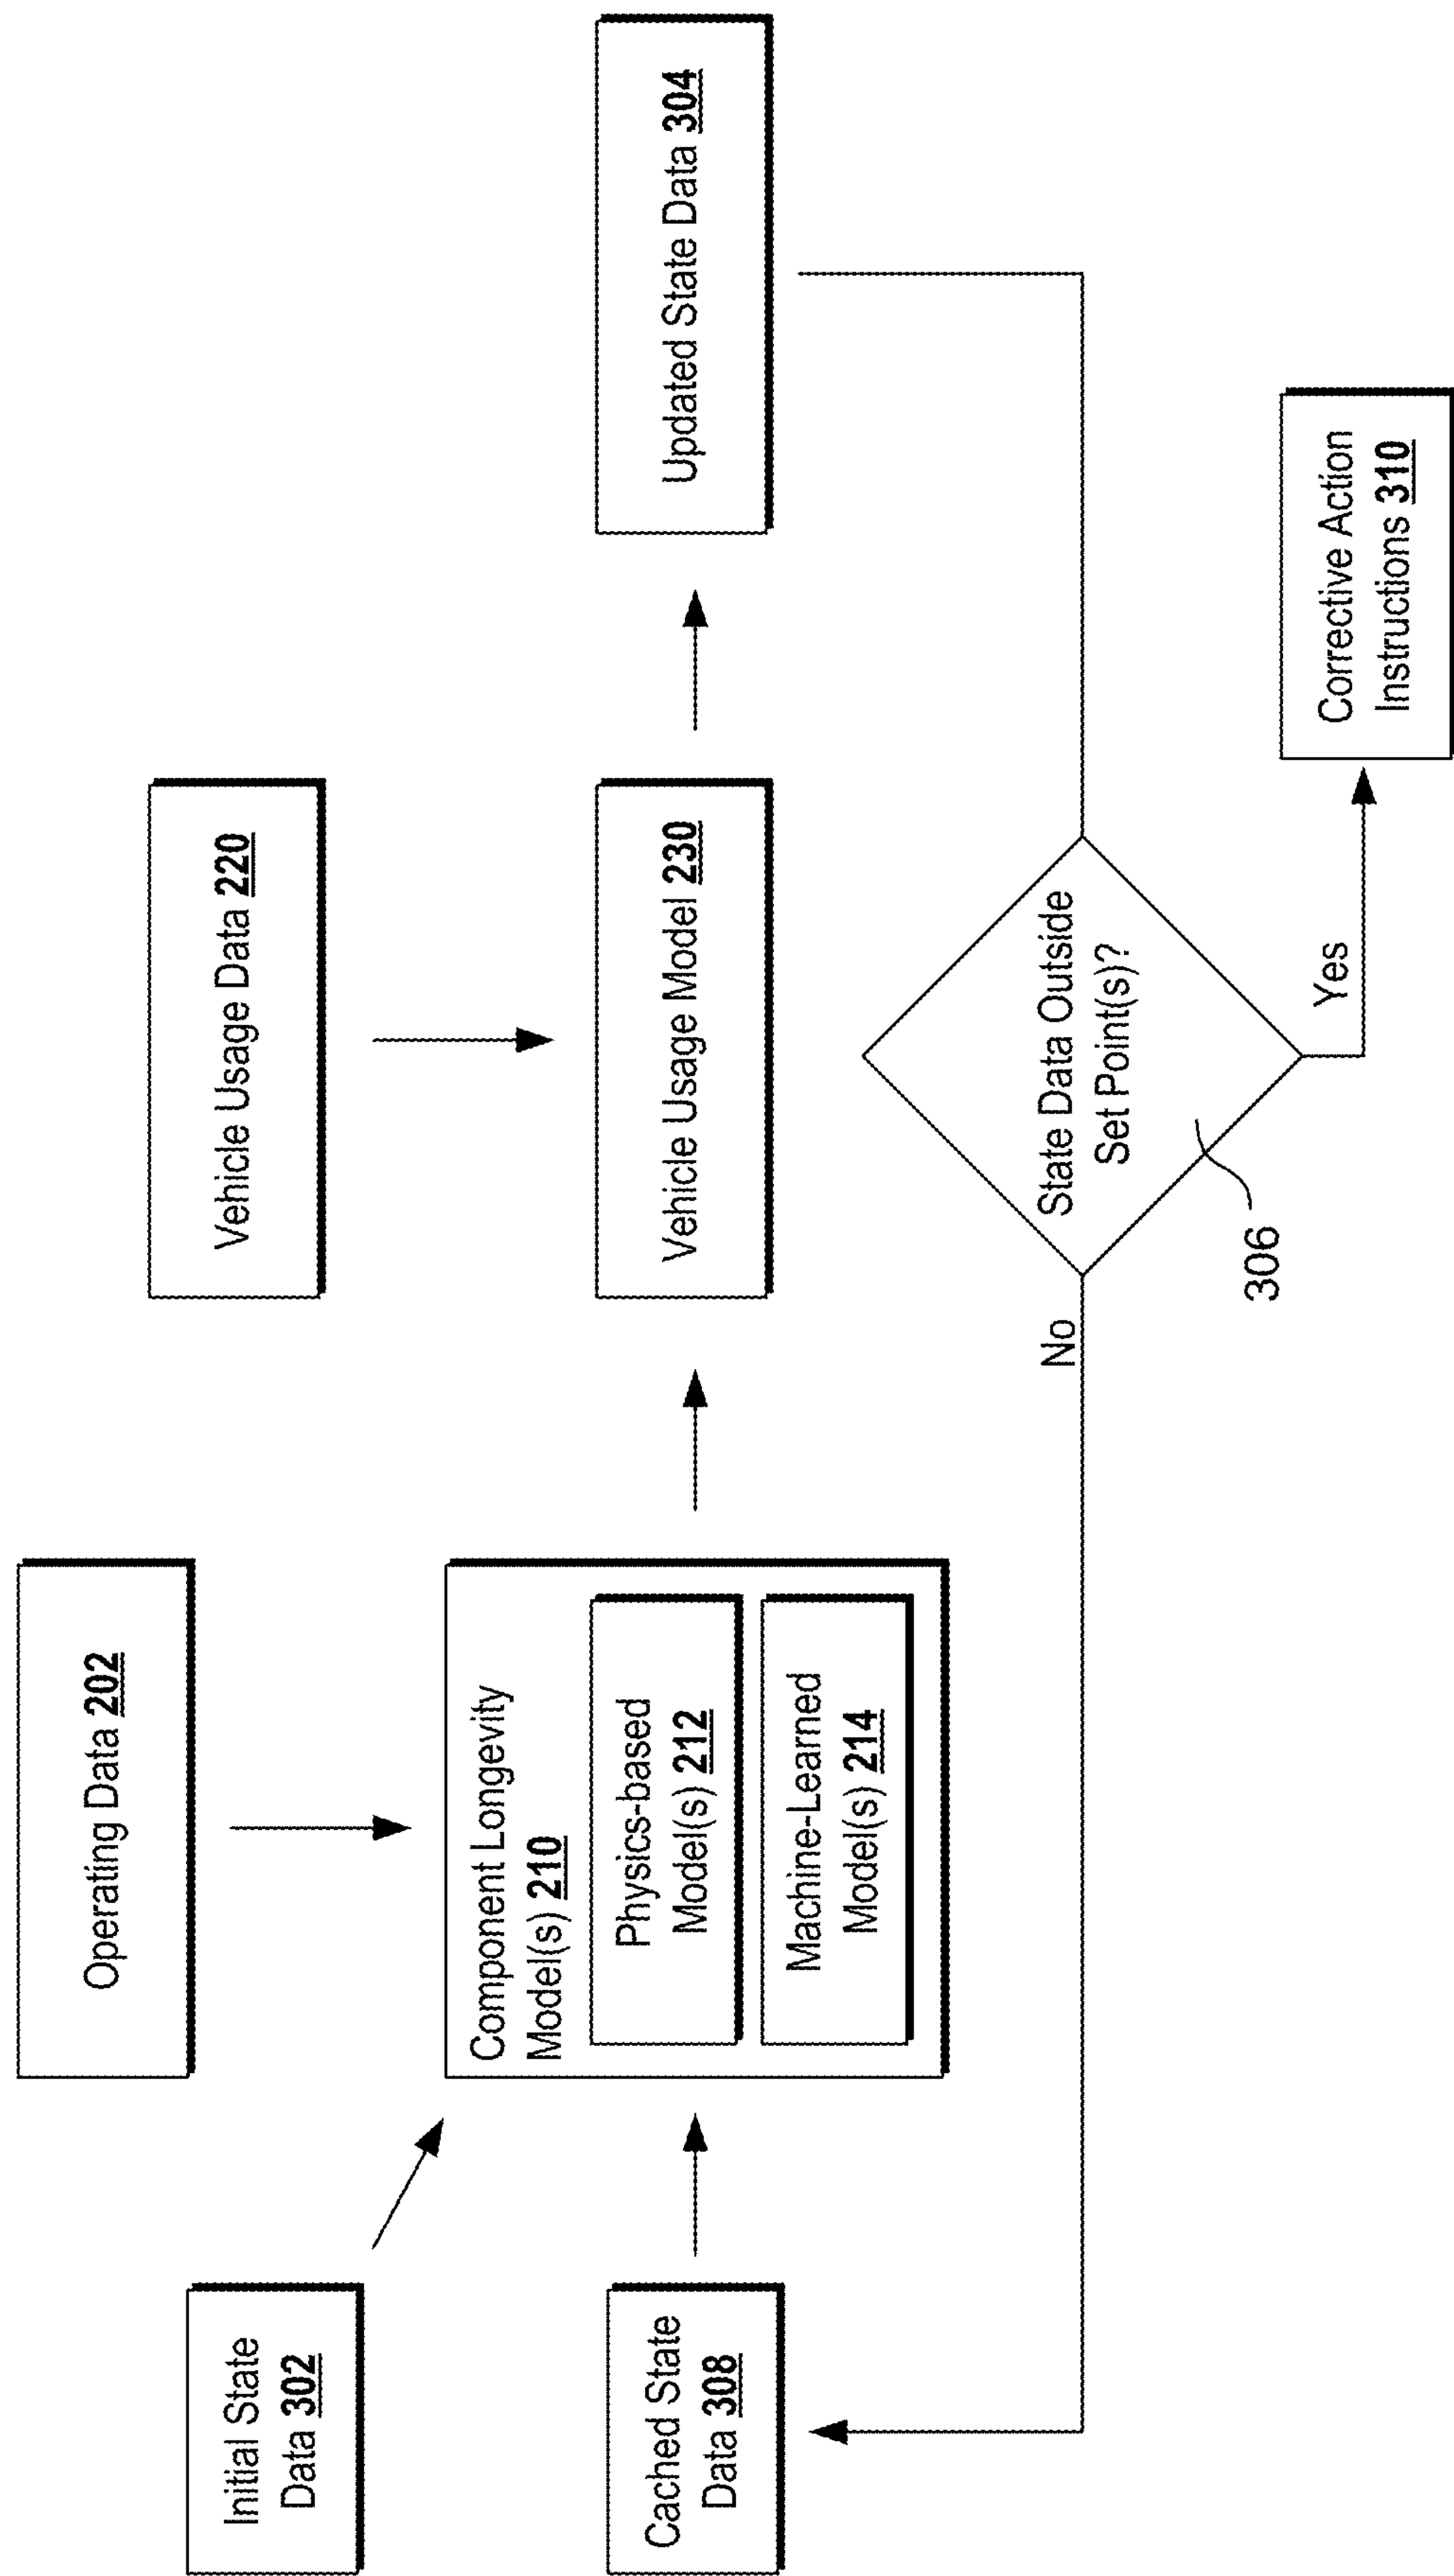 Operating Data 202
Vehicle Usage Data 220
Initial State
Data 302
Component Longevity
Model(s) 210
Physics-based
Model(s) 212
Machine-Learned
Model(s) 214
Vehicle Usage Model 230
Updated State Data 304
Cached State
Data 308
State Data Outside
Set Point(s)?
No
306
Yes
Corrective Action
Instructions 310